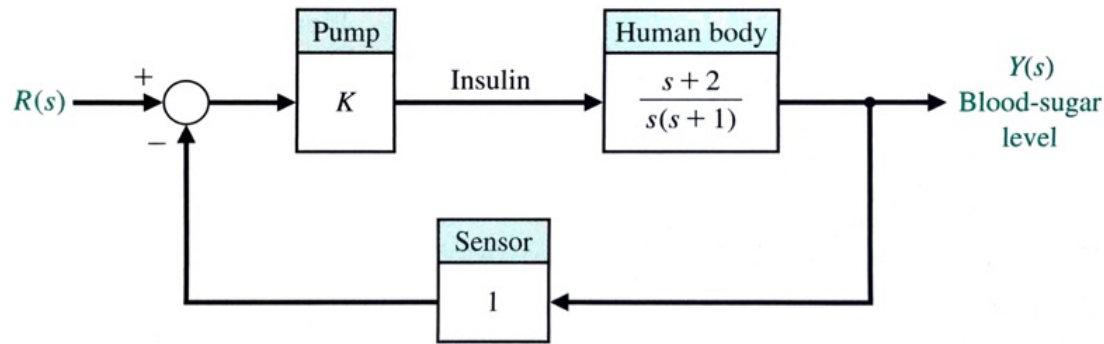 Pump
Human body
R(s)
+
−
K
Insulin
s + 2
s(s + 1)
Y(s)
Blood-sugar
level
Sensor
1